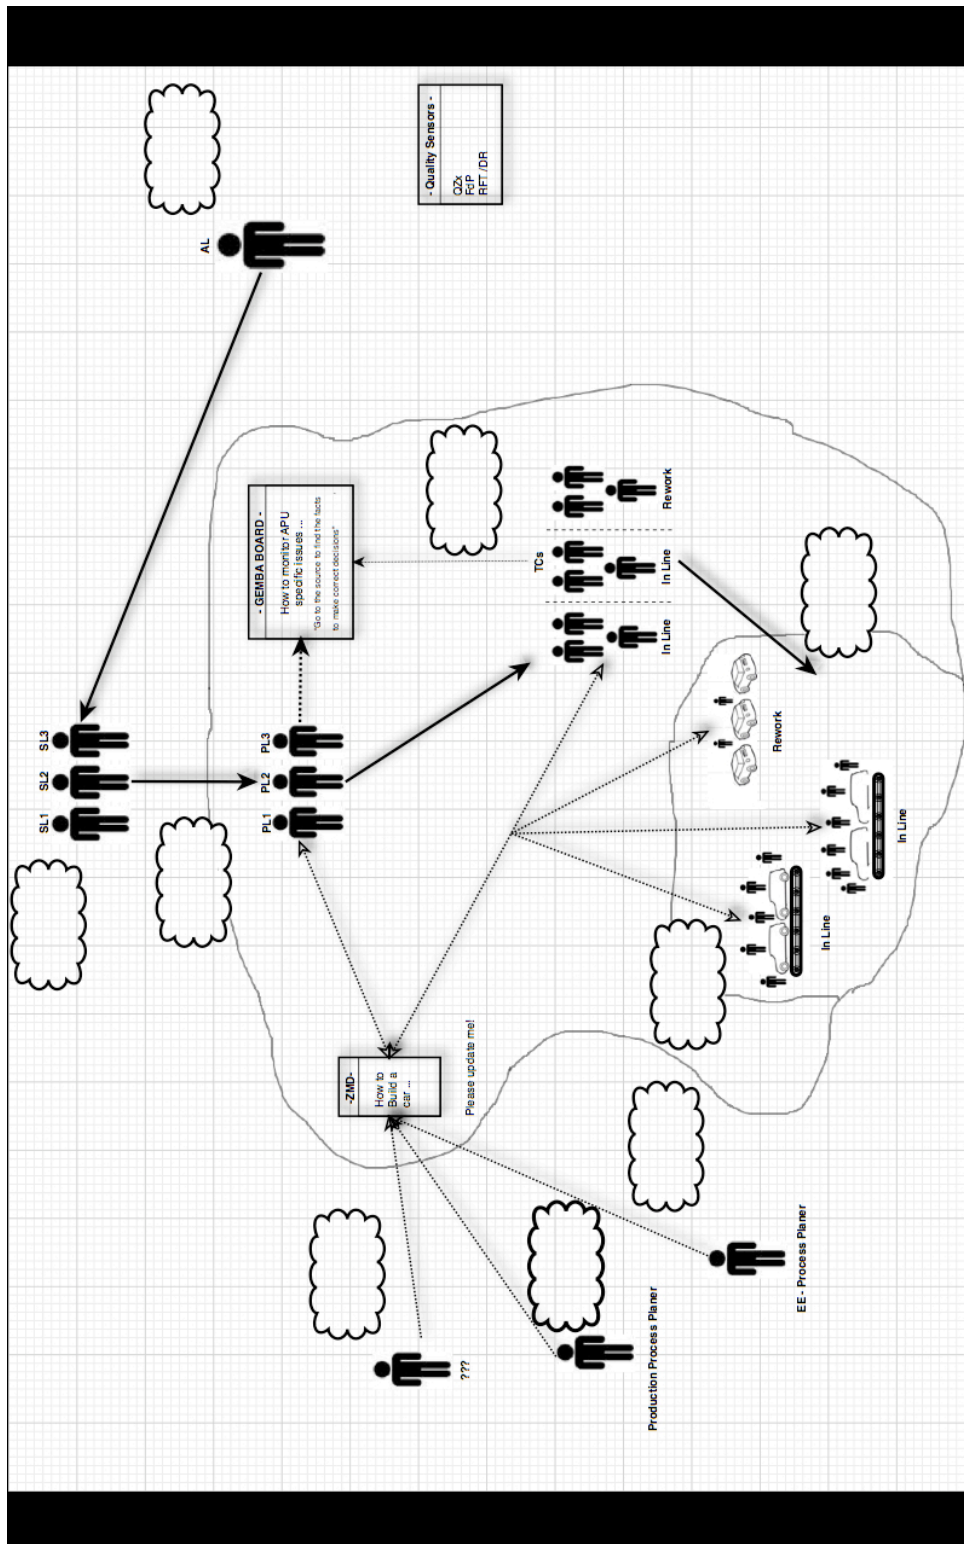 SL1
SL2
SL3
AL
PL1
PL2
PL3
- GEMBA BOARD -
How to monitor APU
specific issues ...
"Go to the source to find the facts
to make correct decisions"
- Quality Sensors -
QZx
FdP
RFT /DR
-ZMD-
How to
Build a
car ...
Please update me!
TCs
In Line
In Line
Rework
???
Production Process Planer
EE - Process Planer
Rework
In Line
In Line